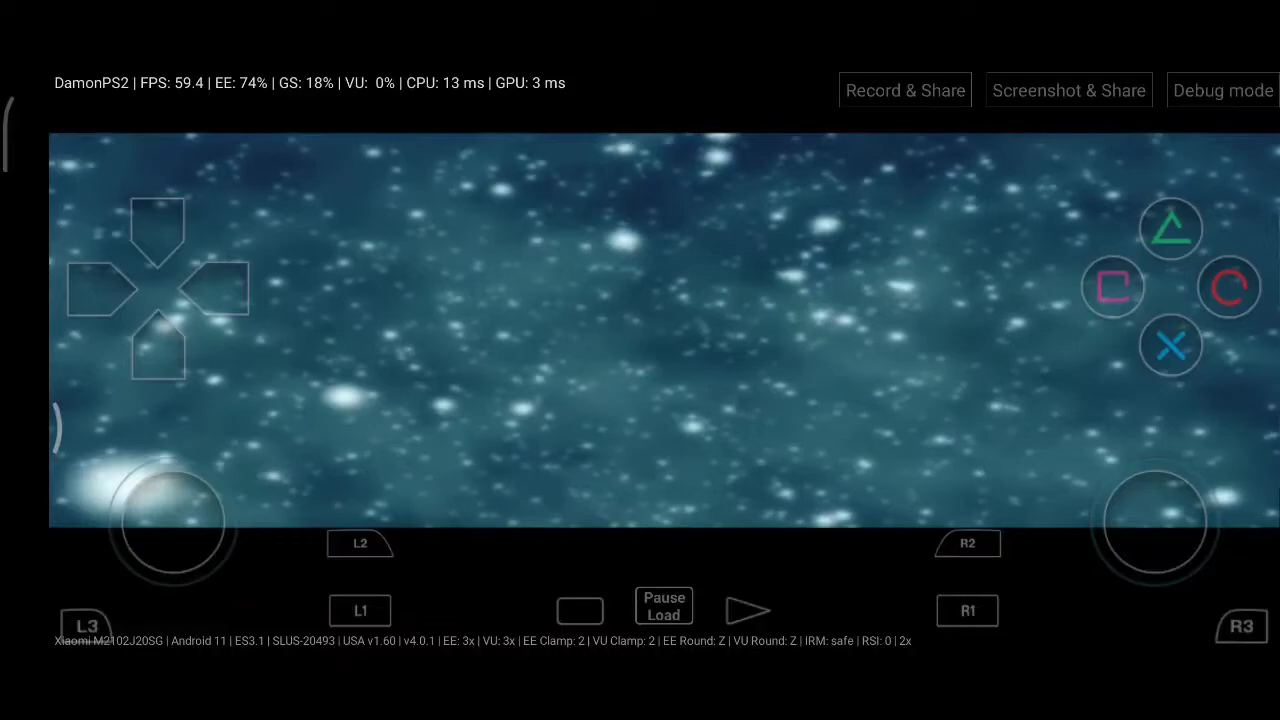 DamonPS2 | FPS: 59.4 | EE: 74% | GS: 18% | VU: 0% | CPU: 13 ms | GPU: 3 ms
Record & Share
Screenshot & Share
Debug mode
L2
R2
Pause
Load
L1
R1
L3
R3
Xiaomi M2102J20SG | Android 11 | ES3.1 | SLUS-20493 | USA v1.60 | v4.0.1 | EE: 3x | VU: 3x | EE Clamp: 2 | VU Clamp: 2 | EE Round: Z | VU Round: Z | IRM: safe | RSI: 0 | 2x